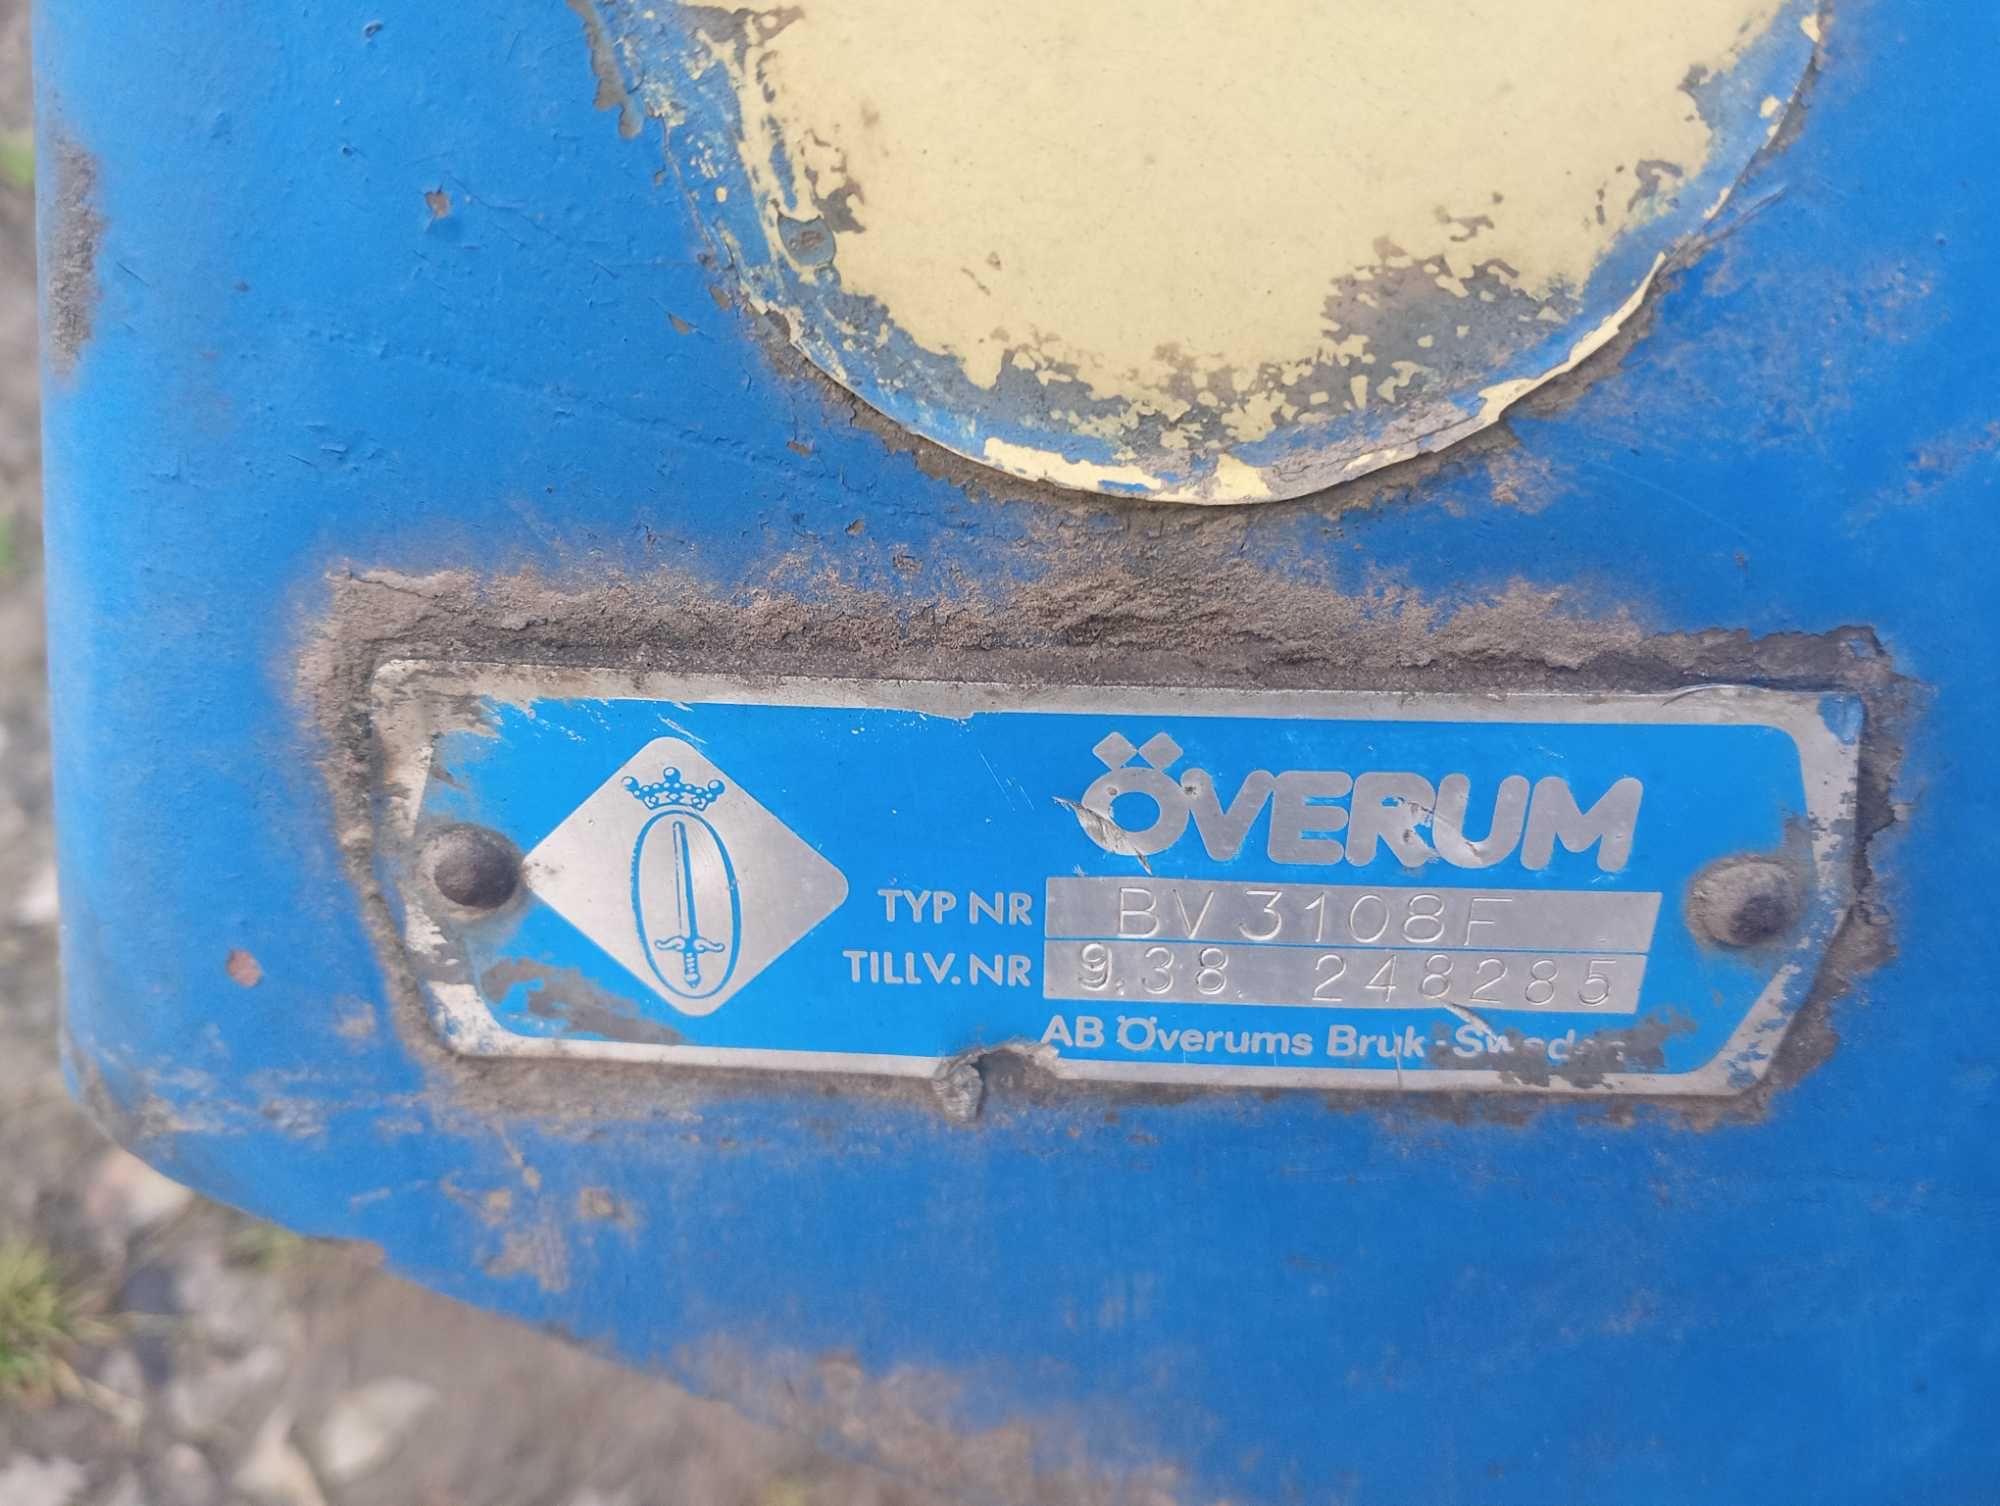 ÖVERUM
TYP NR BV 3108F
TILLV. NR 9.38. 248285
AB Överums Bruk - Sweden